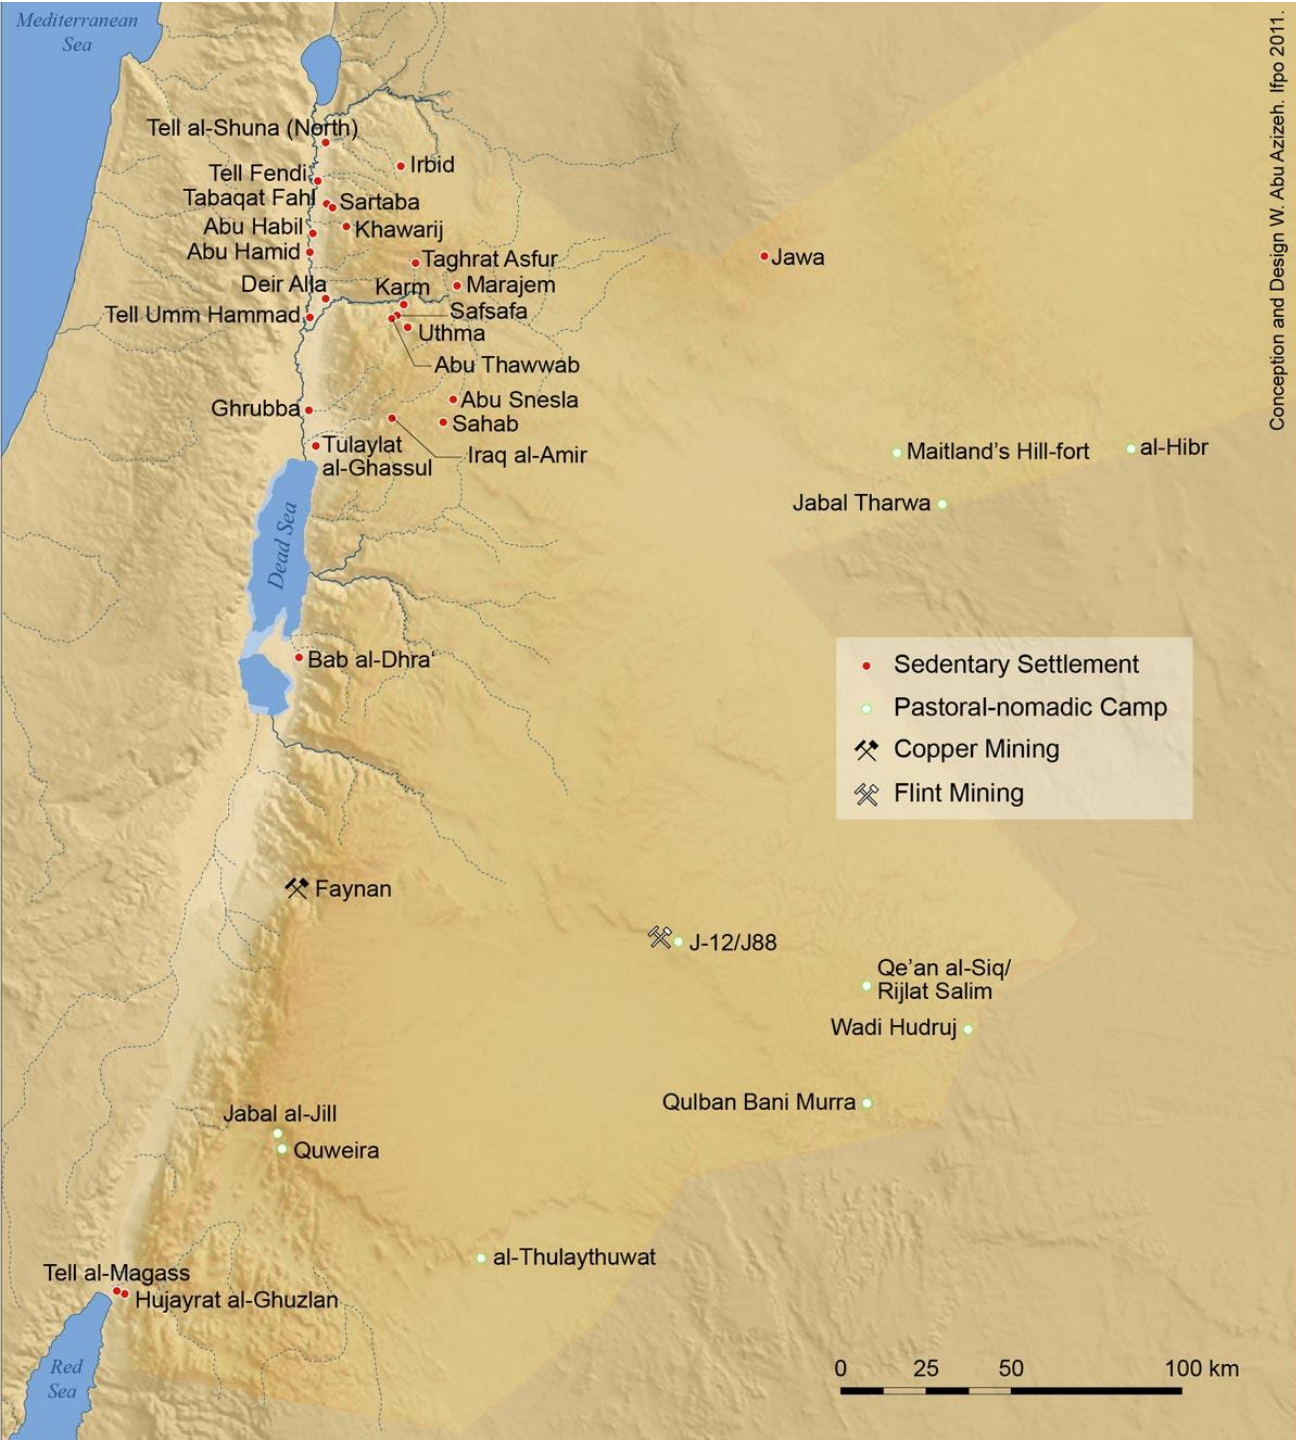 Mediterranean
Sea
Conception and Design W. Abu Azizeh. Ifpo 2011.
Tell al-Shuna (North)
Irbid
Tell Fendi
Tabaqat Fahl
Sartaba
Abu Habil
Khawarij
Abu Hamid
Taghrat Asfur
Jawa
Deir Alla
Karm
Marajem
Tell Umm Hammad
Safsafa
Uthma
Abu Thawwab
Ghrubba
Abu Snesla
Sahab
Tulaylat
al-Ghassul
Iraq al-Amir
Maitland's Hill-fort
al-Hibr
Jabal Tharwa
Dead Sea
Bab al-Dhra'
Sedentary Settlement
Pastoral-nomadic Camp
Copper Mining
Flint Mining
Faynan
J-12/J88
Qe'an al-Siq/
Rijlat Salim
Wadi Hudruj
Qulban Bani Murra
Jabal al-Jill
Quweira
al-Thulaythuwat
Tell al-Magass
Hujayrat al-Ghuzlan
Red
Sea
0 25 50 100 km